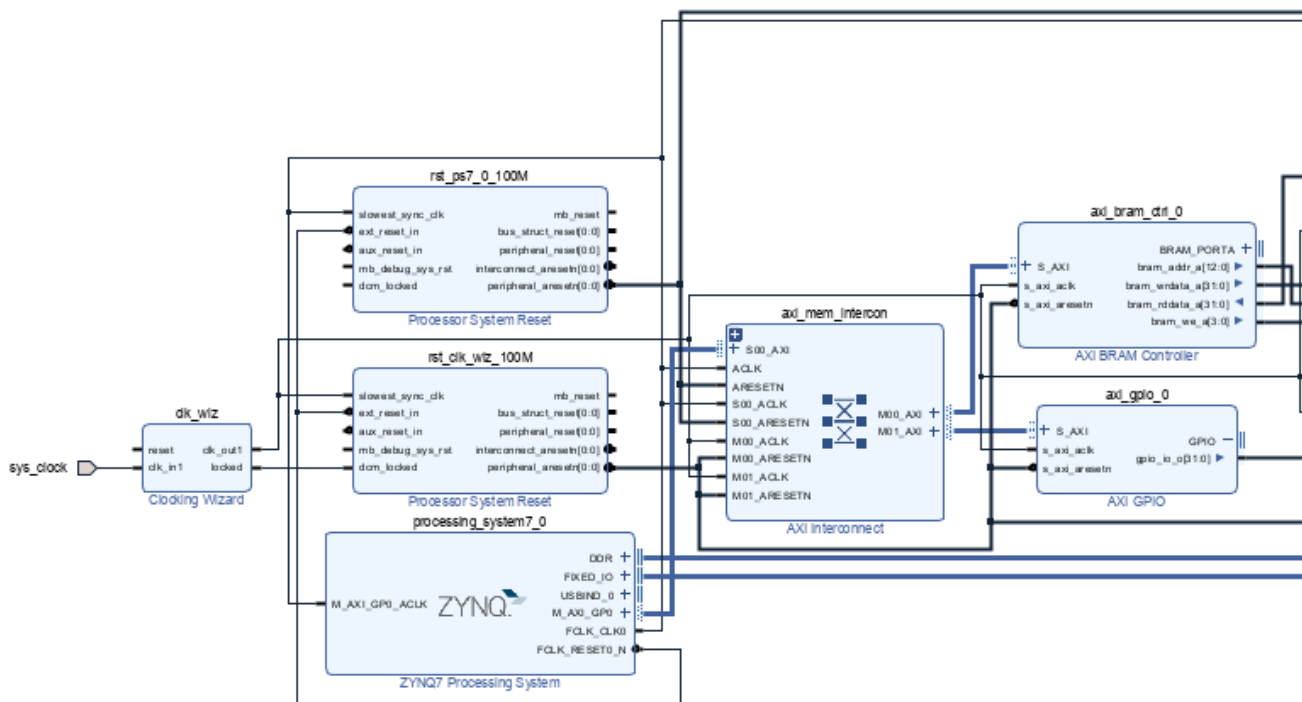 rst_ps7_0_100M
slowest_sync_clk
ext_reset_in
aux_reset_in
mb_debug_sys_rst
dcm_locked
mb_reset
bus_struct_reset[0:0]
peripheral_reset[0:0]
interconnect_aresetn[0:0]
peripheral_aresetn[0:0]
Processor System Reset
rst_clk_wiz_100M
slowest_sync_clk
ext_reset_in
aux_reset_in
mb_debug_sys_rst
dcm_locked
mb_reset
bus_struct_reset[0:0]
peripheral_reset[0:0]
interconnect_aresetn[0:0]
peripheral_aresetn[0:0]
Processor System Reset
sys_clock
clk_wiz
reset
clk_in1
clk_out1
locked
Clocking Wizard
processing_system7_0
M_AXI_GP0_ACLK
ZYNQ.
DDR
FIXED_IO
USBIND_0
M_AXI_GP0
FCLK_CLK0
FCLK_RESET0_N
ZYNQ7 Processing System
axi_mem_intercon
S00_AXI
ACLK
ARESETN
S00_ACLK
S00_ARESETN
M00_ACLK
M00_ARESETN
M01_ACLK
M01_ARESETN
M00_AXI
M01_AXI
AXI Interconnect
axi_bram_ctrl_0
S_AXI
s_axi_aclk
s_axi_aresetn
BRAM_PORTA
bram_addr_a[12:0]
bram_wrdata_a[31:0]
bram_rddata_a[31:0]
bram_we_a[3:0]
AXI BRAM Controller
axi_gpio_0
S_AXI
s_axi_aclk
s_axi_aresetn
GPIO
gpio_io_o[31:0]
AXI GPIO